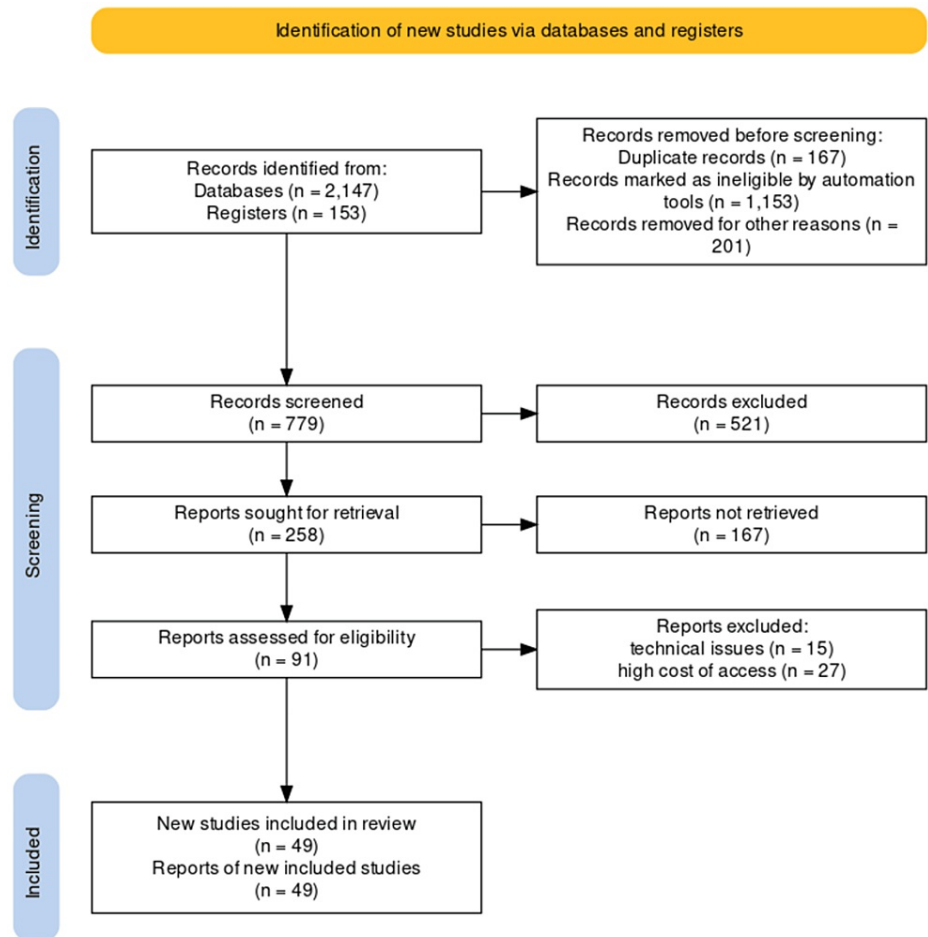 Identification of new studies via databases and registers
Identification
Records identified from:
Databases (n = 2,147)
Registers (n = 153)
Records removed before screening:
Duplicate records (n = 167)
Records marked as ineligible by automation
tools (n = 1,153)
Records removed for other reasons (n =
201)
Screening
Records screened
(n = 779)
Records excluded
(n = 521)
Reports sought for retrieval
(n = 258)
Reports not retrieved
(n = 167)
Reports assessed for eligibility
(n = 91)
Reports excluded:
technical issues (n = 15)
high cost of access (n = 27)
Included
New studies included in review
(n = 49)
Reports of new included studies
(n = 49)